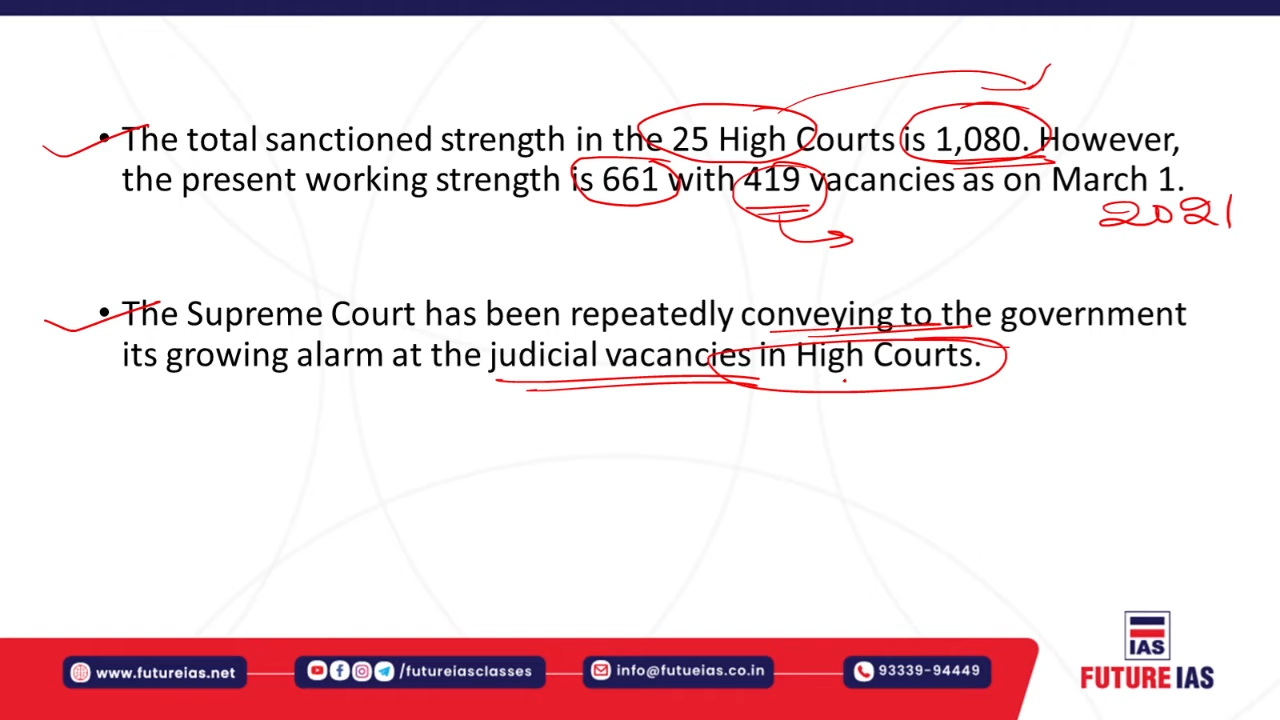 • The total sanctioned strength in the 25 High Courts is 1,080. However,
the present working strength is 661 with 419 vacancies as on March 1.
2021
• The Supreme Court has been repeatedly conveying to the government
its growing alarm at the judicial vacancies in High Courts.
www.futureias.net
/futureiasclasses
info@futueias.co.in
93339-94449
IAS
FUTURE IAS